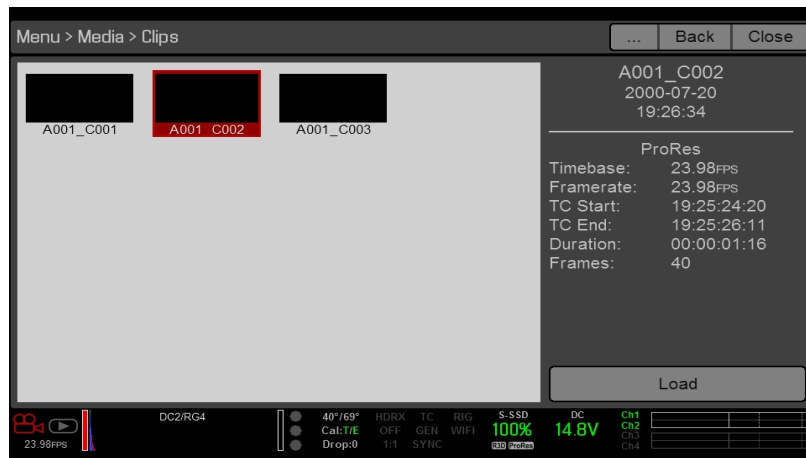 Menu > Media > Clips
... Back Close
A001_C001 A001_C002 A001_C003
A001_C002
2000-07-20
19:26:34
ProRes
Timebase: 23.98FPS
Framerate: 23.98FPS
TC Start: 19:25:24:20
TC End: 19:25:26:11
Duration: 00:00:01:16
Frames: 40
Load
23.98FPS
DC2/RG4
40°/69° HDRX TC RIG
Cal:T/E OFF GEN WIFI
Drop:0 1:1 SYNC
S-SSD
100%
R3D ProRes
DC
14.8V
Ch1
Ch2
Ch3
Ch4